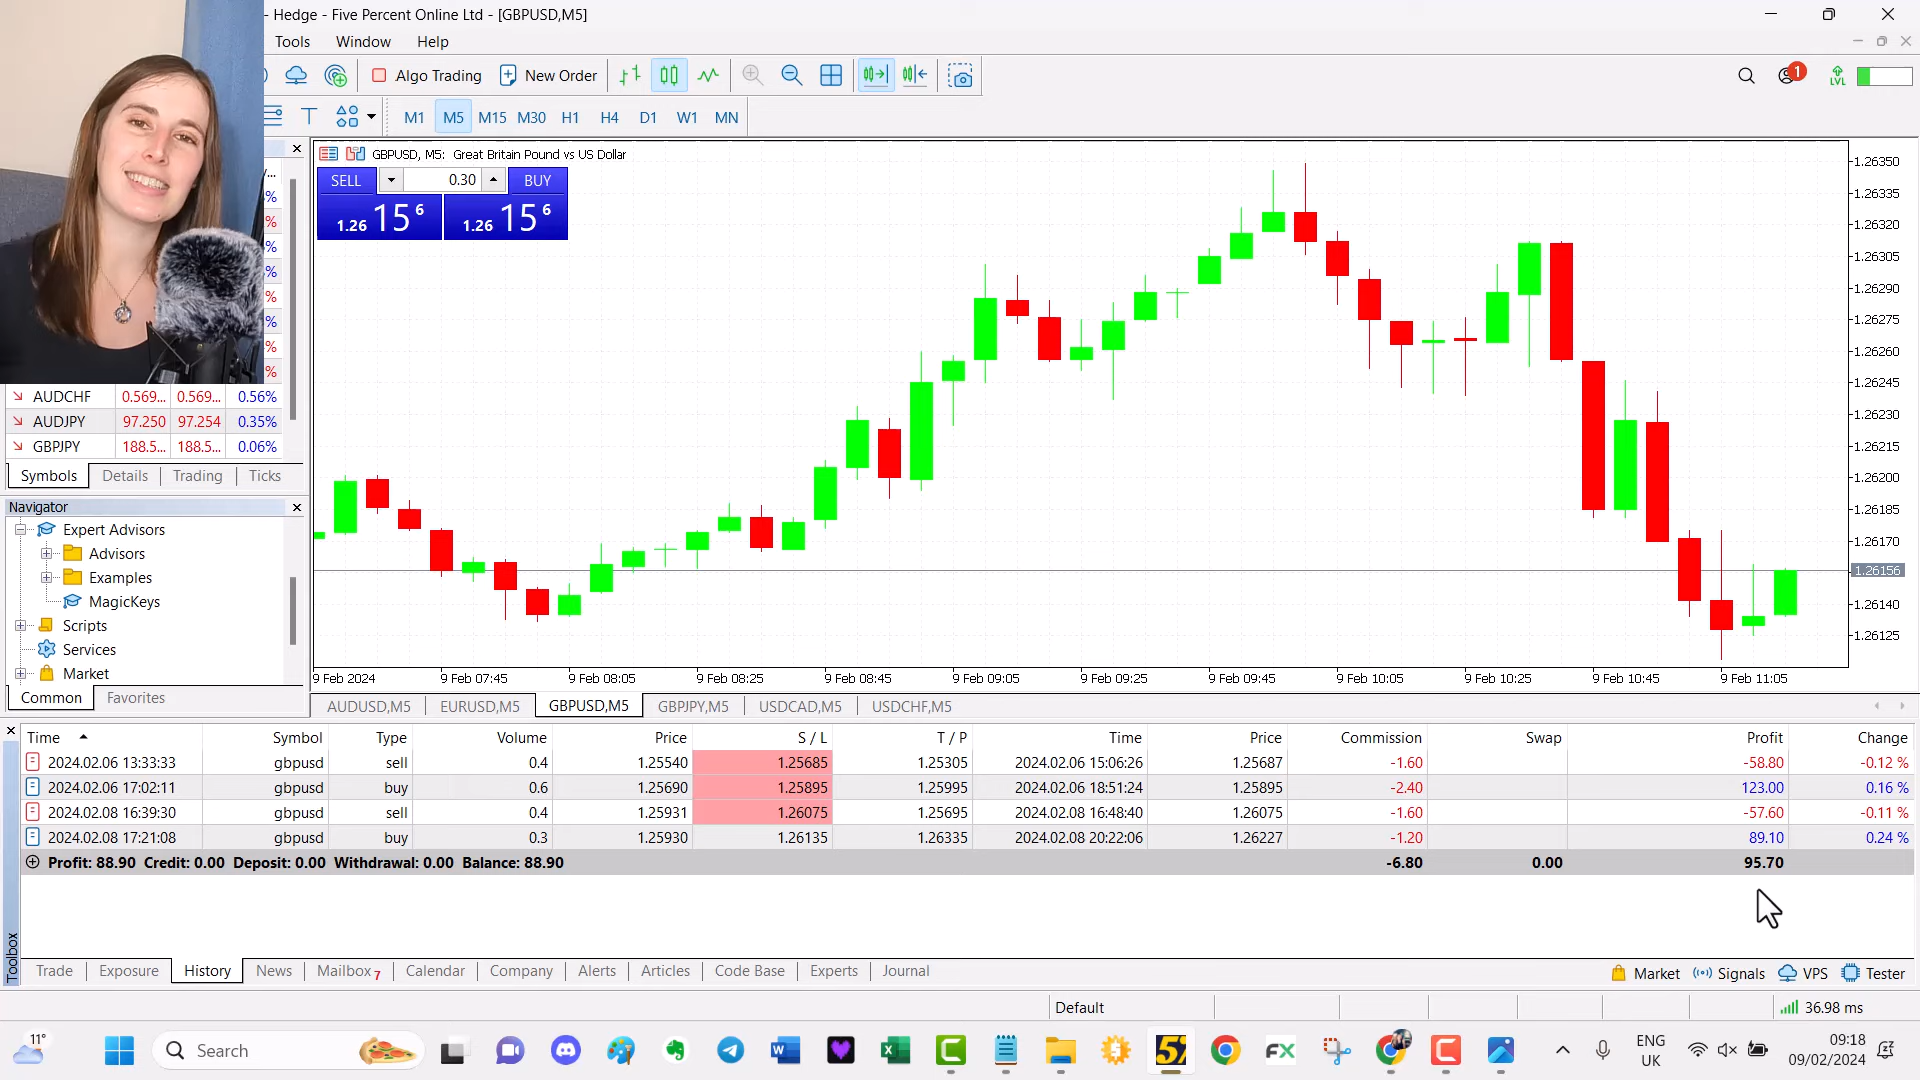 - Hedge - Five Percent Online Ltd - [GBPUSD,M5]
Tools Window Help
Algo Trading New Order
1
LVL
T M1 M5 M15 M30 H1 H4 D1 W1 MN
GBPUSD, M5: Great Britain Pound vs US Dollar
SELL 0.30 BUY
1.26 15 6 1.26 15 6
1.26350
1.26335
1.26320
1.26305
1.26290
1.26275
1.26260
1.26245
1.26230
1.26215
1.26200
1.26185
1.26170
1.26156
1.26140
1.26125
%
%
%
%
%
%
%
%
AUDCHF 0.569... 0.569... 0.56%
AUDJPY 97.250 97.254 0.35%
GBPJPY 188.5... 188.5... 0.06%
Symbols Details Trading Ticks
Navigator
Expert Advisors
Advisors
Examples
MagicKeys
Scripts
Services
Market
Common Favorites
9 Feb 2024 9 Feb 07:45 9 Feb 08:05 9 Feb 08:25 9 Feb 08:45 9 Feb 09:05 9 Feb 09:25 9 Feb 09:45 9 Feb 10:05 9 Feb 10:25 9 Feb 10:45 9 Feb 11:05
AUDUSD,M5 EURUSD,M5 GBPUSD,M5 GBPJPY,M5 USDCAD,M5 USDCHF,M5
Time Symbol Type Volume Price S / L T / P Time Price Commission Swap Profit Change
2024.02.06 13:33:33 gbpusd sell 0.4 1.25540 1.25685 1.25305 2024.02.06 15:06:26 1.25687 -1.60 -58.80 -0.12 %
2024.02.06 17:02:11 gbpusd buy 0.6 1.25690 1.25895 1.25995 2024.02.06 18:51:24 1.25895 -2.40 123.00 0.16 %
2024.02.08 16:39:30 gbpusd sell 0.4 1.25931 1.26075 1.25695 2024.02.08 16:48:40 1.26075 -1.60 -57.60 -0.11 %
2024.02.08 17:21:08 gbpusd buy 0.3 1.25930 1.26135 1.26335 2024.02.08 20:22:06 1.26227 -1.20 89.10 0.24 %
Profit: 88.90 Credit: 0.00 Deposit: 0.00 Withdrawal: 0.00 Balance: 88.90 -6.80 0.00 95.70
Toolbox
Trade Exposure History News Mailbox 7 Calendar Company Alerts Articles Code Base Experts Journal Market Signals VPS Tester
Default 36.98 ms
11° Search W X FX ENG 09:18
UK 09/02/2024